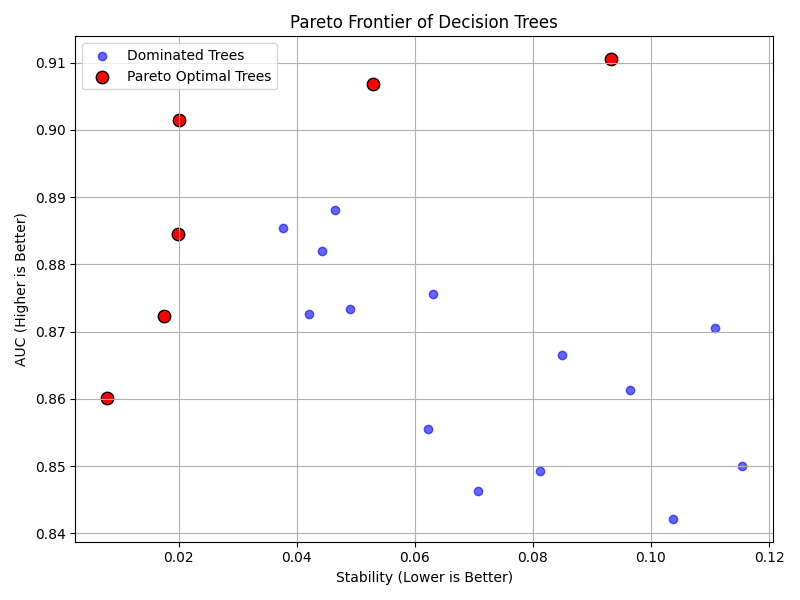 Pareto Frontier of Decision Trees
Dominated Trees
Pareto Optimal Trees
AUC (Higher is Better)
0.91
0.90
0.89
0.88
0.87
0.86
0.85
0.84
0.02 0.04 0.06 0.08 0.10 0.12
Stability (Lower is Better)